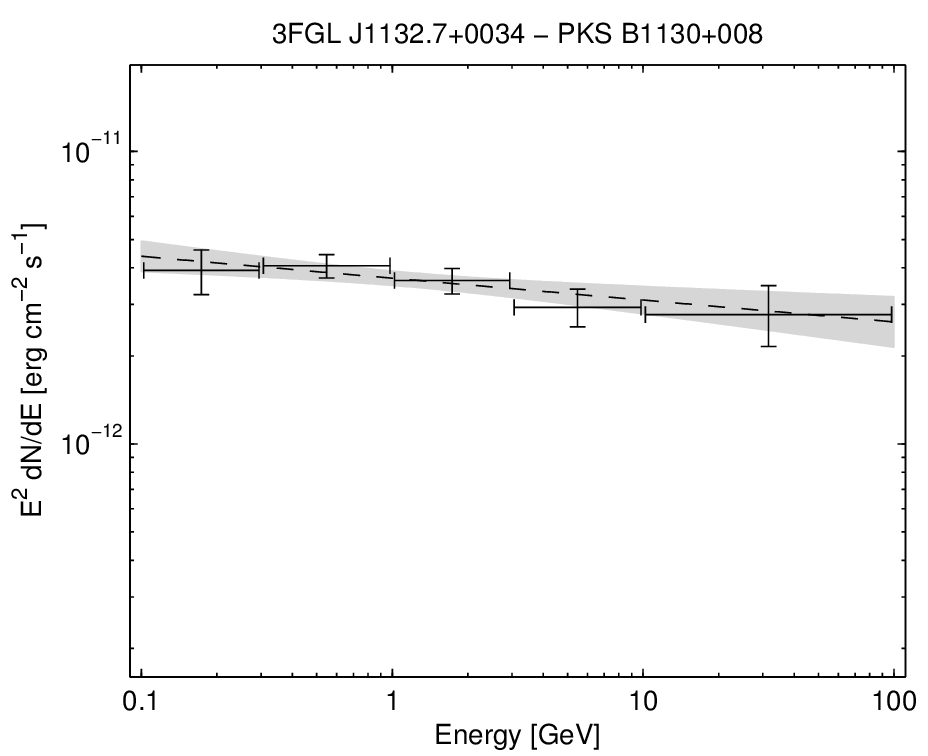 3FGL J1132.7+0034 − PKS B1130+008
10⁻¹¹
10⁻¹²
E² dN/dE [erg cm⁻² s⁻¹]
0.1 1 10 100
Energy [GeV]